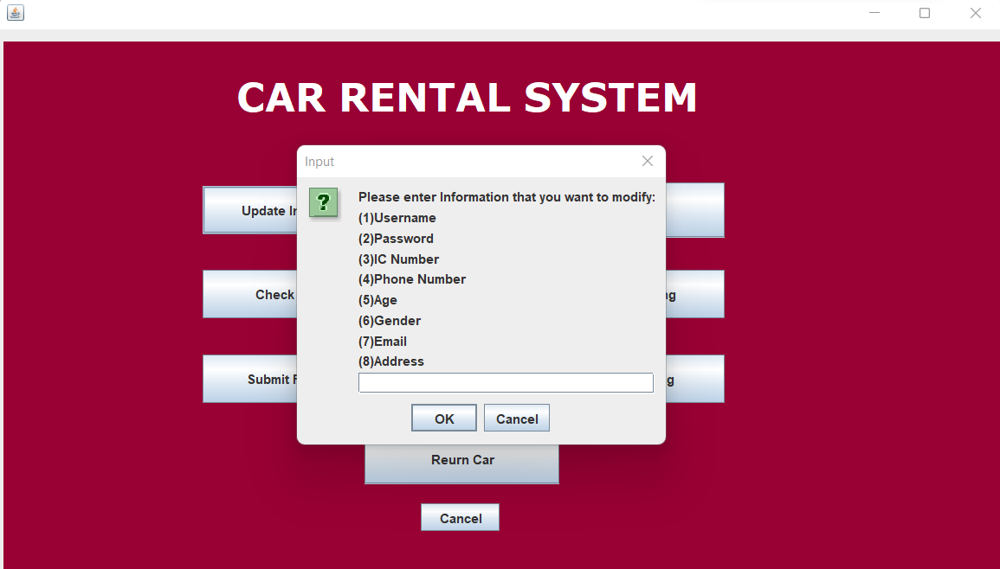 CAR RENTAL SYSTEM
Input
Please enter Information that you want to modify:
(1)Username
(2)Password
(3)IC Number
(4)Phone Number
(5)Age
(6)Gender
(7)Email
(8)Address
OK
Cancel
Update
Check
Submit
Reurn Car
Cancel